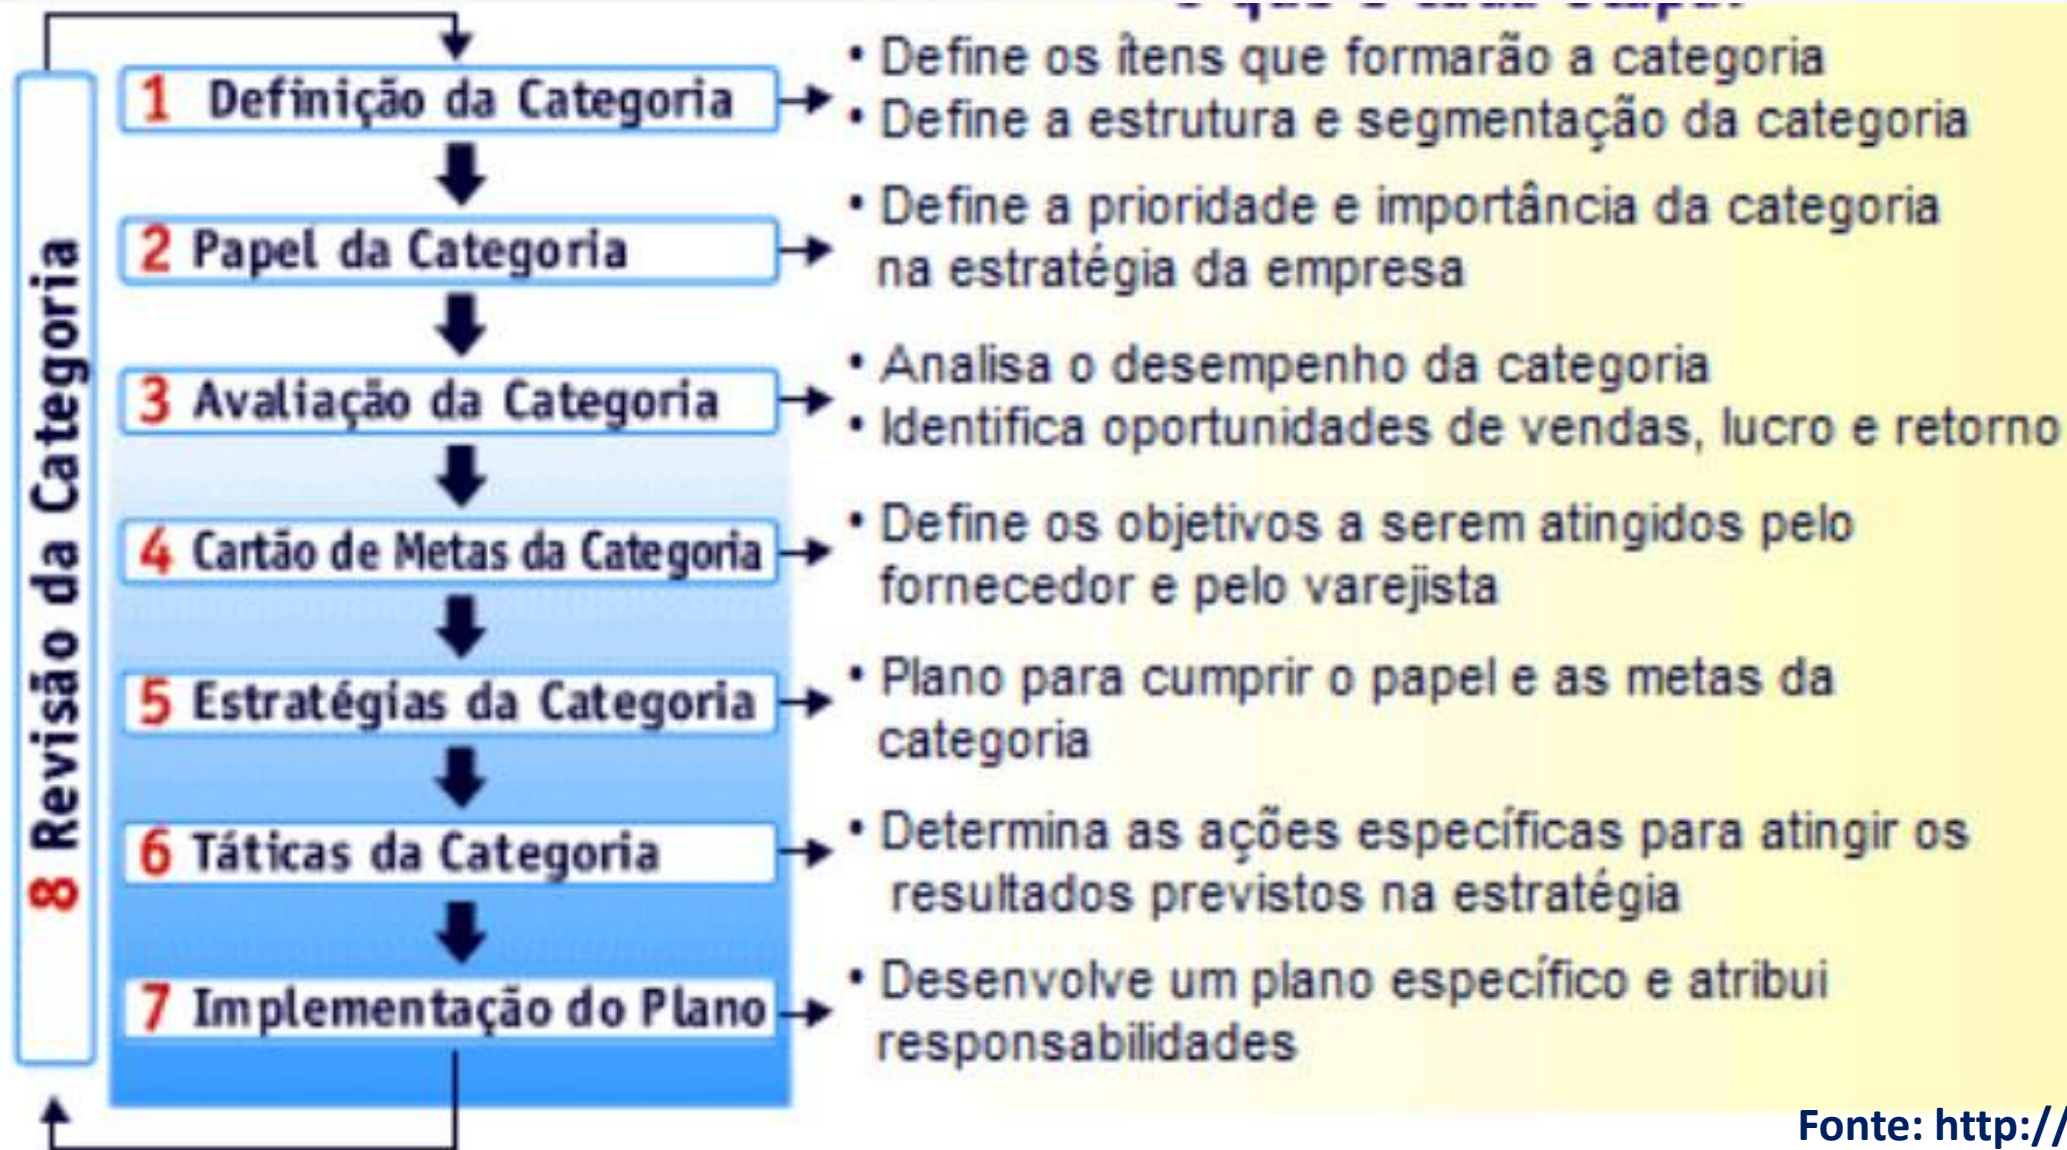 o que é cada etapa:
1 Definição da Categoria
• Define os ítens que formarão a categoria
• Define a estrutura e segmentação da categoria
2 Papel da Categoria
• Define a prioridade e importância da categoria
na estratégia da empresa
3 Avaliação da Categoria
• Analisa o desempenho da categoria
• Identifica oportunidades de vendas, lucro e retorno
4 Cartão de Metas da Categoria
• Define os objetivos a serem atingidos pelo
fornecedor e pelo varejista
5 Estratégias da Categoria
• Plano para cumprir o papel e as metas da
categoria
6 Táticas da Categoria
• Determina as ações específicas para atingir os
resultados previstos na estratégia
7 Implementação do Plano
• Desenvolve um plano específico e atribui
responsabilidades
8 Revisão da Categoria
Fonte: http://